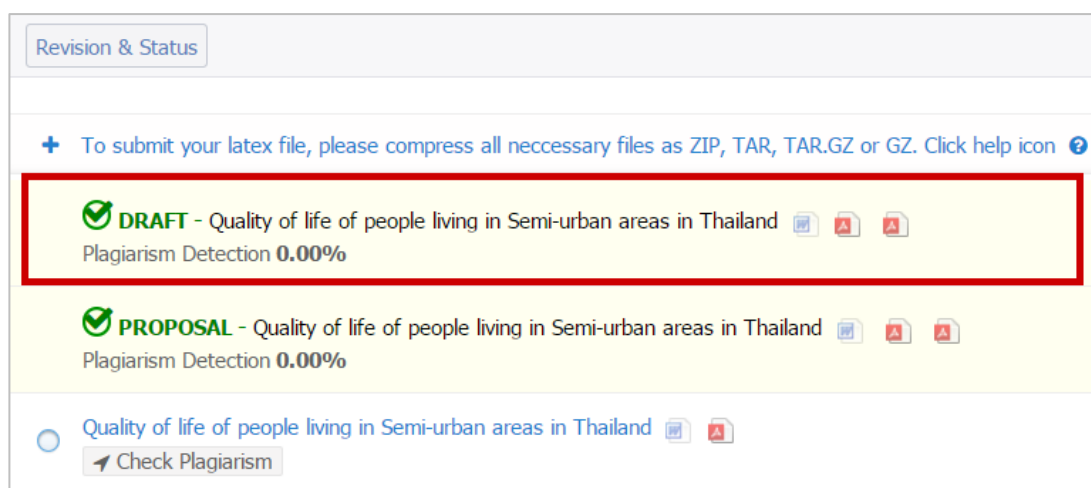 Revision & Status
To submit your latex file, please compress all neccessary files as ZIP, TAR, TAR.GZ or GZ. Click help icon
DRAFT - Quality of life of people living in Semi-urban areas in Thailand
Plagiarism Detection 0.00%
PROPOSAL - Quality of life of people living in Semi-urban areas in Thailand
Plagiarism Detection 0.00%
Quality of life of people living in Semi-urban areas in Thailand
Check Plagiarism